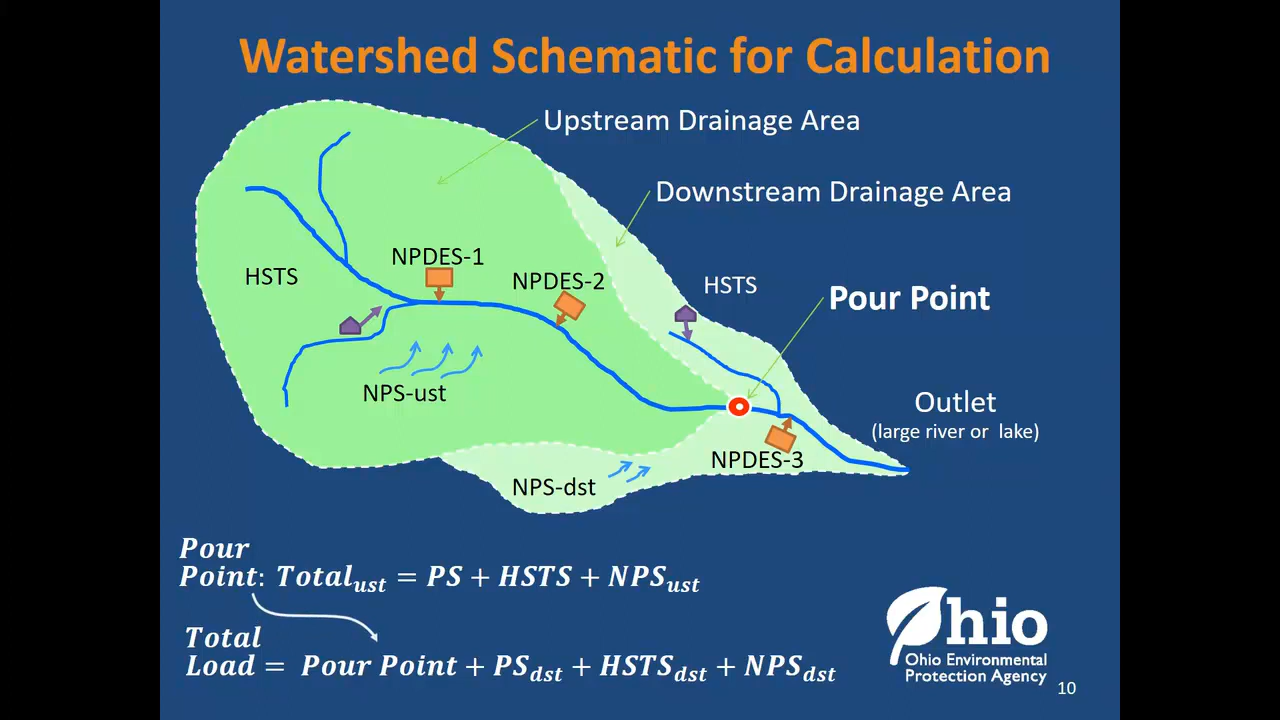 Watershed Schematic for Calculation
Upstream Drainage Area
Downstream Drainage Area
NPDES-1
HSTS
NPDES-2
HSTS
Pour Point
NPS-ust
Outlet
(large river or lake)
NPDES-3
NPS-dst
Pour
Point: Total_ust = PS + HSTS + NPS_ust
Total
Load = Pour Point + PS_dst + HSTS_dst + NPS_dst
Ohio
Ohio Environmental
Protection Agency
10